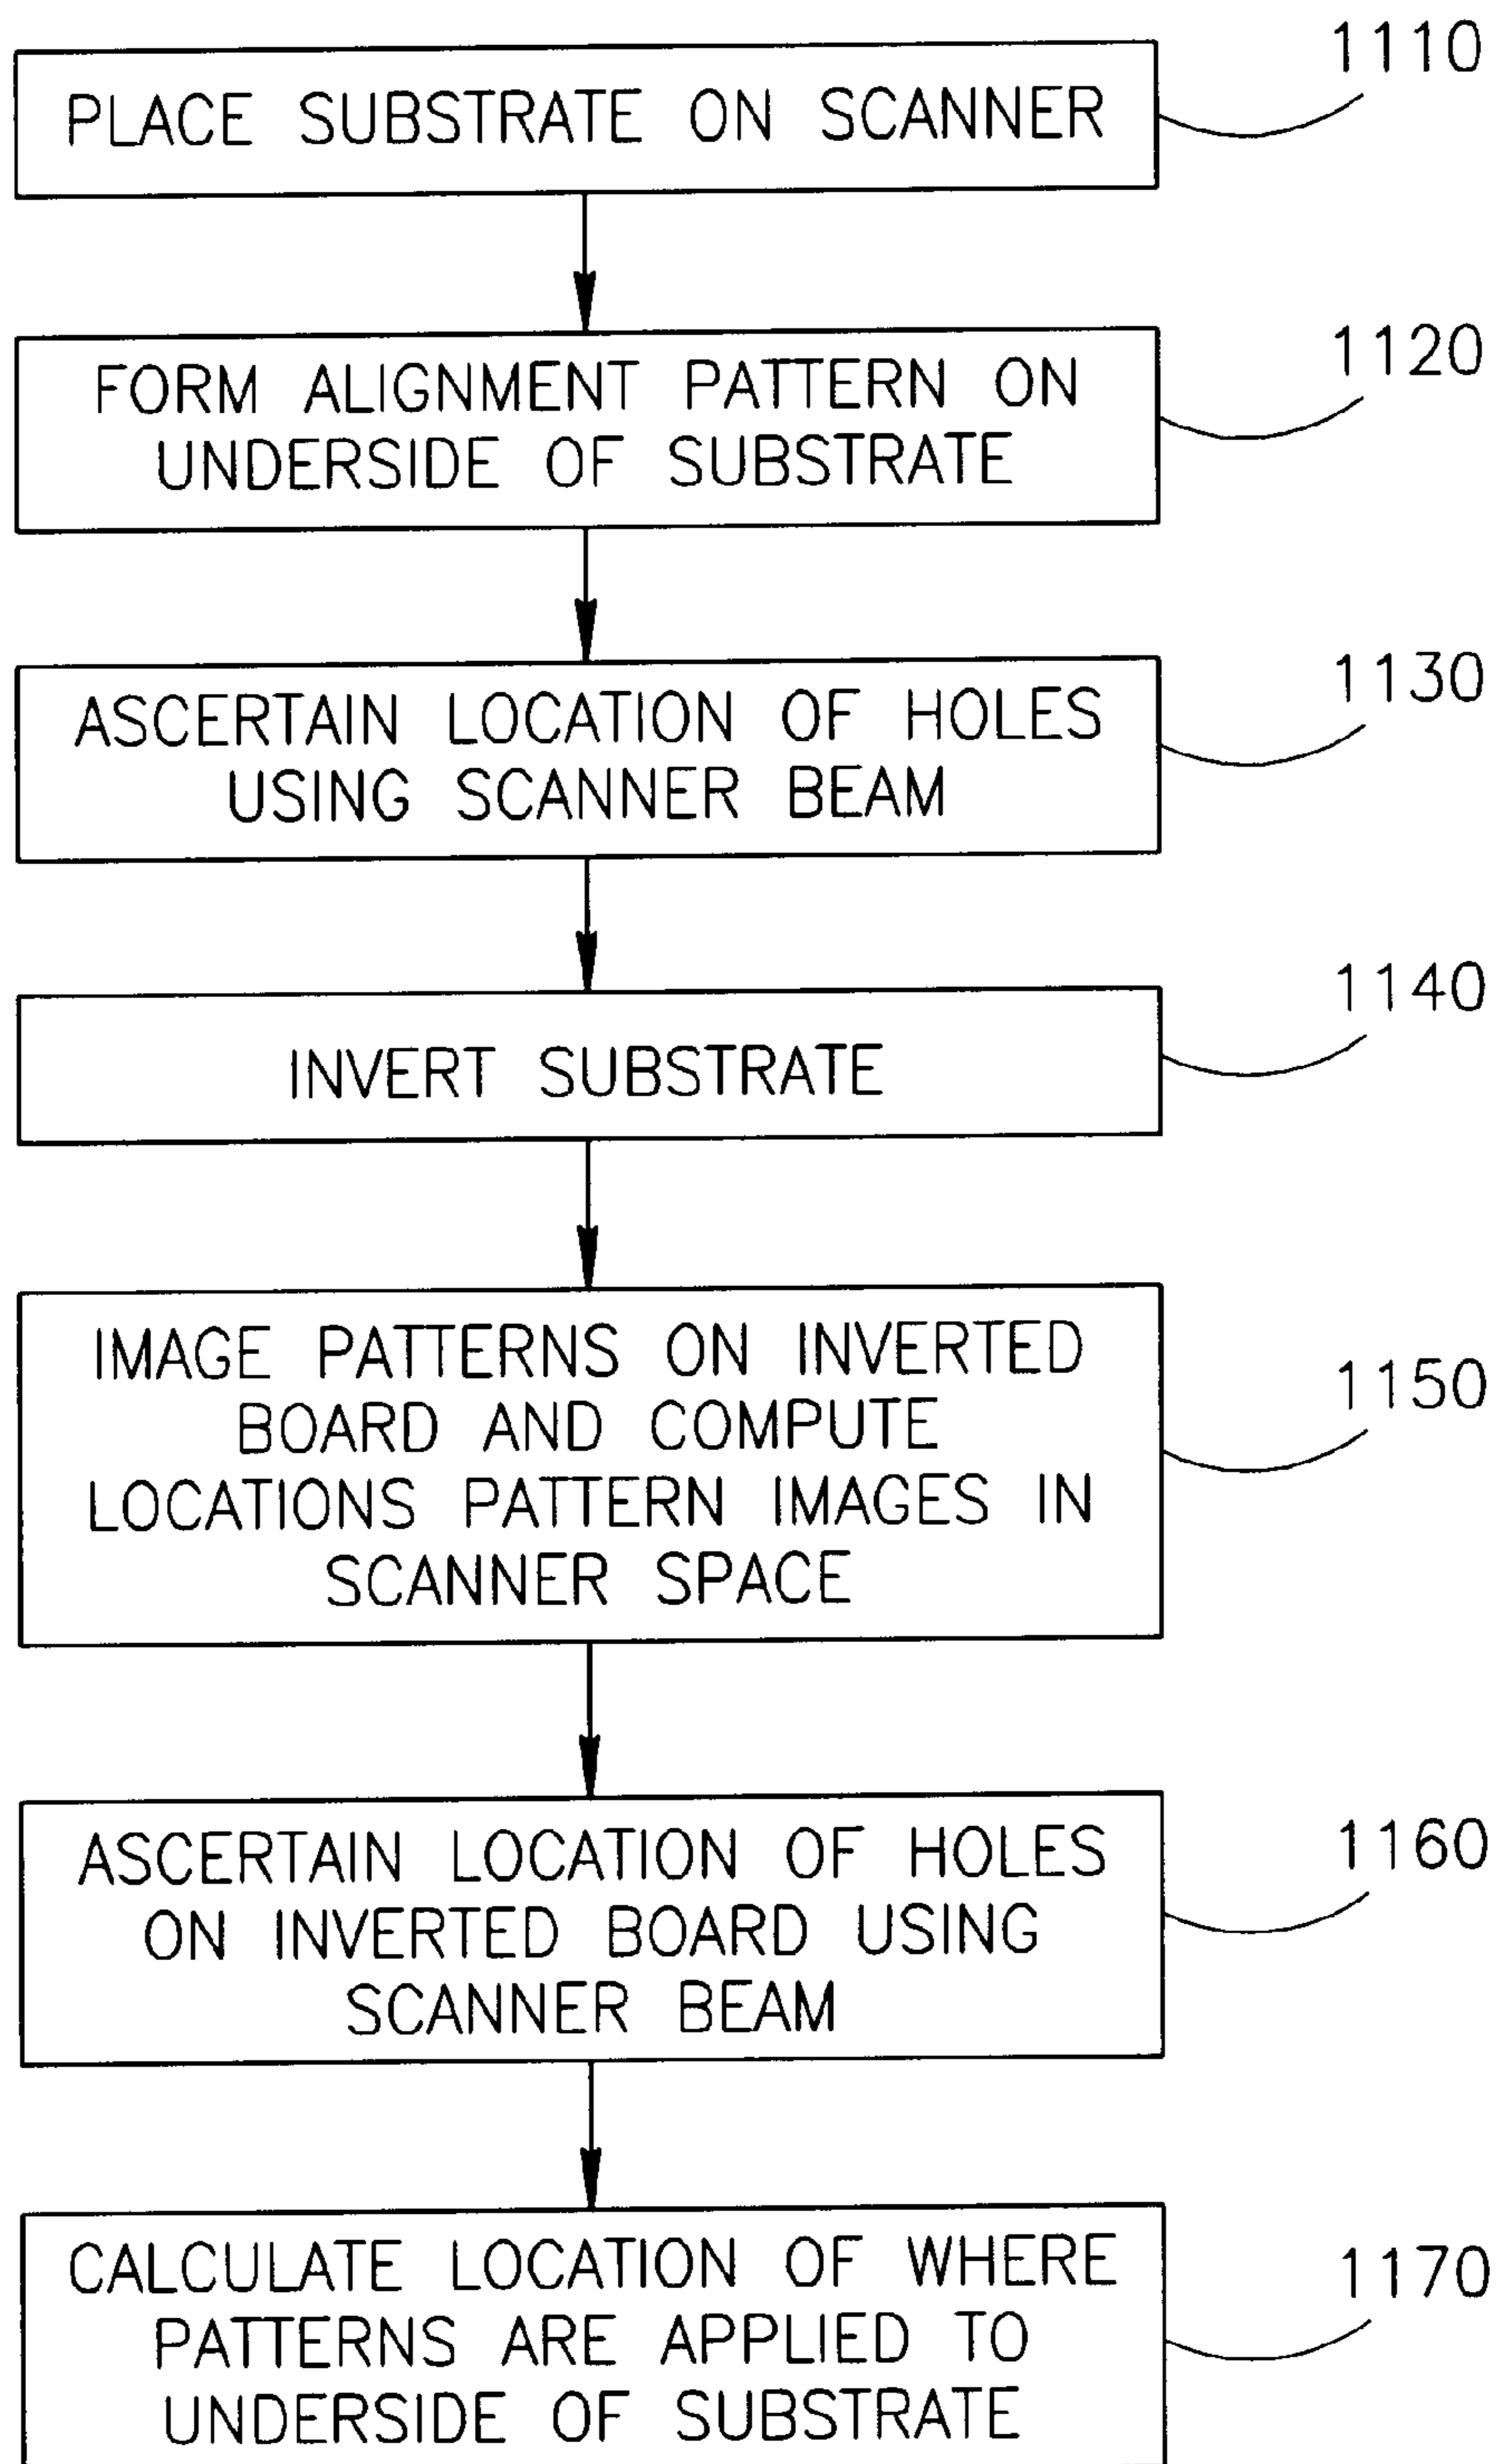 1110
PLACE SUBSTRATE ON SCANNER
1120
FORM ALIGNMENT PATTERN ON
UNDERSIDE OF SUBSTRATE
1130
ASCERTAIN LOCATION OF HOLES
USING SCANNER BEAM
1140
INVERT SUBSTRATE
1150
IMAGE PATTERNS ON INVERTED
BOARD AND COMPUTE
LOCATIONS PATTERN IMAGES IN
SCANNER SPACE
1160
ASCERTAIN LOCATION OF HOLES
ON INVERTED BOARD USING
SCANNER BEAM
1170
CALCULATE LOCATION OF WHERE
PATTERNS ARE APPLIED TO
UNDERSIDE OF SUBSTRATE